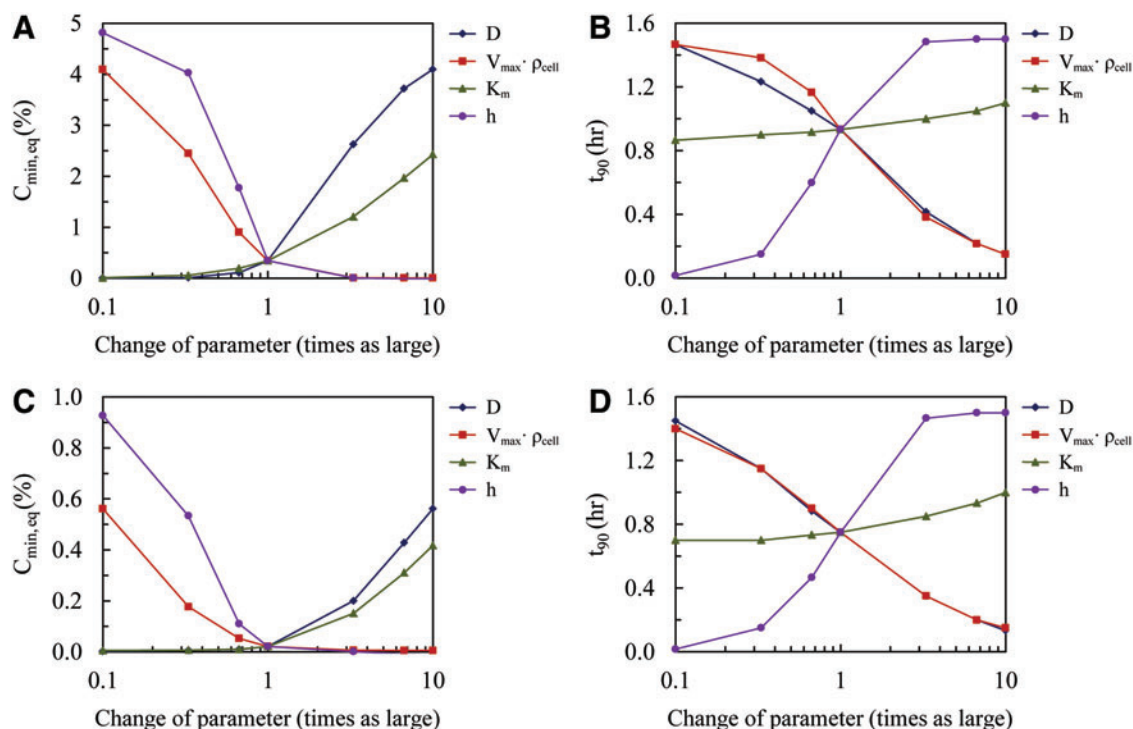 A
C_min, eq (%)
5
4
3
2
1
0
0.1
1
10
Change of parameter (times as large)
D
V_max · ρ_cell
K_m
h
B
t_90 (hr)
1.6
1.2
0.8
0.4
0.0
0.1
1
10
Change of parameter (times as large)
D
V_max · ρ_cell
K_m
h
C
C_min, eq (%)
1.0
0.8
0.6
0.4
0.2
0.0
0.1
1
10
Change of parameter (times as large)
D
V_max · ρ_cell
K_m
h
D
t_90 (hr)
1.6
1.2
0.8
0.4
0.0
0.1
1
10
Change of parameter (times as large)
D
V_max · ρ_cell
K_m
h